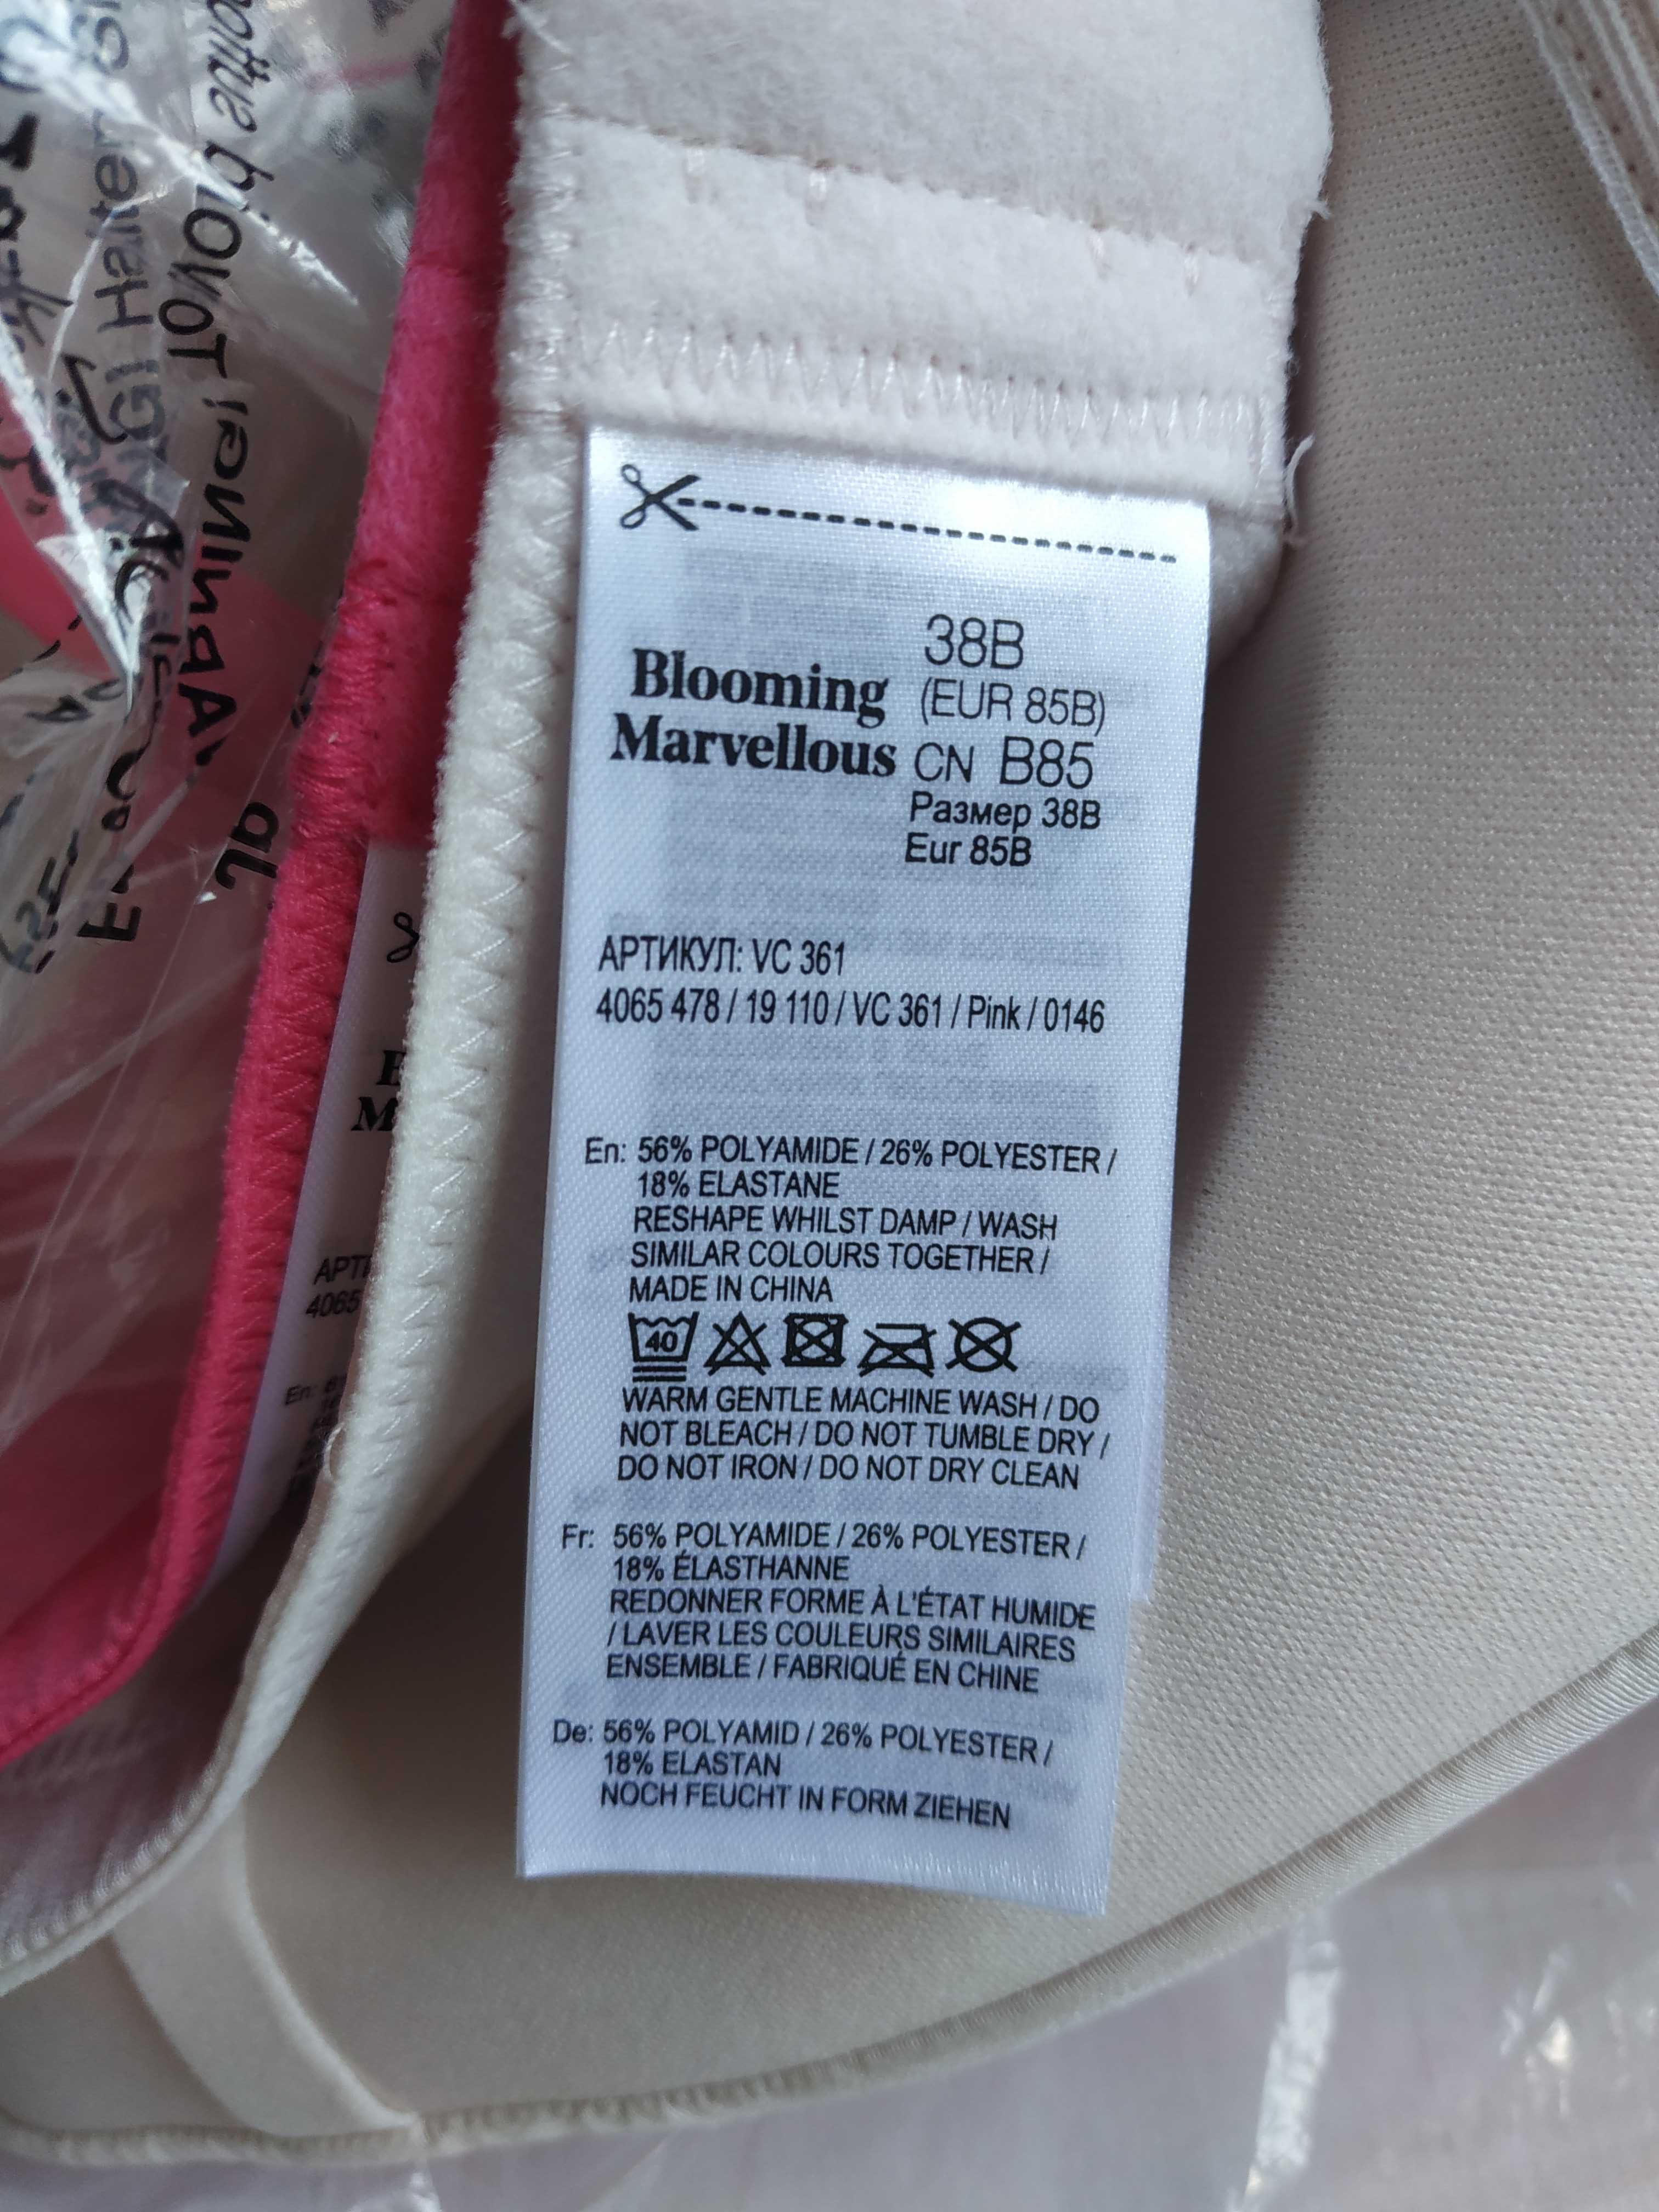 38B
Blooming
(EUR 85B)
Marvellous
CN B85
Размер 38B
Eur 85B
АРТИКУЛ: VC 361
4065 478 / 19 110 / VC 361 / Pink / 0146
En: 56% POLYAMIDE / 26% POLYESTER /
18% ELASTANE
RESHAPE WHILST DAMP / WASH
SIMILAR COLOURS TOGETHER /
MADE IN CHINA
40
WARM GENTLE MACHINE WASH / DO
NOT BLEACH / DO NOT TUMBLE DRY /
DO NOT IRON / DO NOT DRY CLEAN
Fr: 56% POLYAMIDE / 26% POLYESTER /
18% ÉLASTHANNE
REDONNER FORME À L'ÉTAT HUMIDE
/ LAVER LES COULEURS SIMILAIRES
ENSEMBLE / FABRIQUÉ EN CHINE
De: 56% POLYAMID / 26% POLYESTER /
18% ELASTAN
NOCH FEUCHT IN FORM ZIEHEN
4065
En: